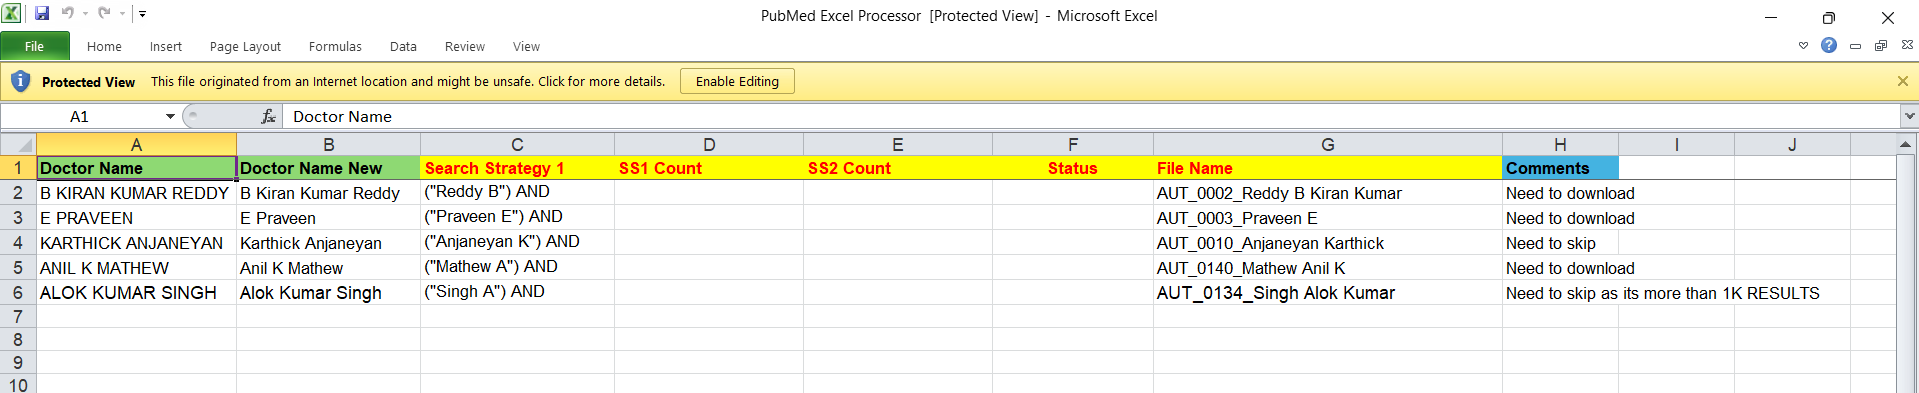 PubMed Excel Processor [Protected View] - Microsoft Excel
File Home Insert Page Layout Formulas Data Review View
Protected View This file originated from an Internet location and might be unsafe. Click for more details. Enable Editing
A1 fx Doctor Name
A B C D E F G H I J
1 Doctor Name Doctor Name New Search Strategy 1 SS1 Count SS2 Count Status File Name Comments
2 B KIRAN KUMAR REDDY B Kiran Kumar Reddy ("Reddy B") AND AUT_0002_Reddy B Kiran Kumar Need to download
3 E PRAVEEN E Praveen ("Praveen E") AND AUT_0003_Praveen E Need to download
4 KARTHICK ANJANEYAN Karthick Anjaneyan ("Anjaneyan K") AND AUT_0010_Anjaneyan Karthick Need to skip
5 ANIL K MATHEW Anil K Mathew ("Mathew A") AND AUT_0140_Mathew Anil K Need to download
6 ALOK KUMAR SINGH Alok Kumar Singh ("Singh A") AND AUT_0134_Singh Alok Kumar Need to skip as its more than 1K RESULTS
7
8
9
10